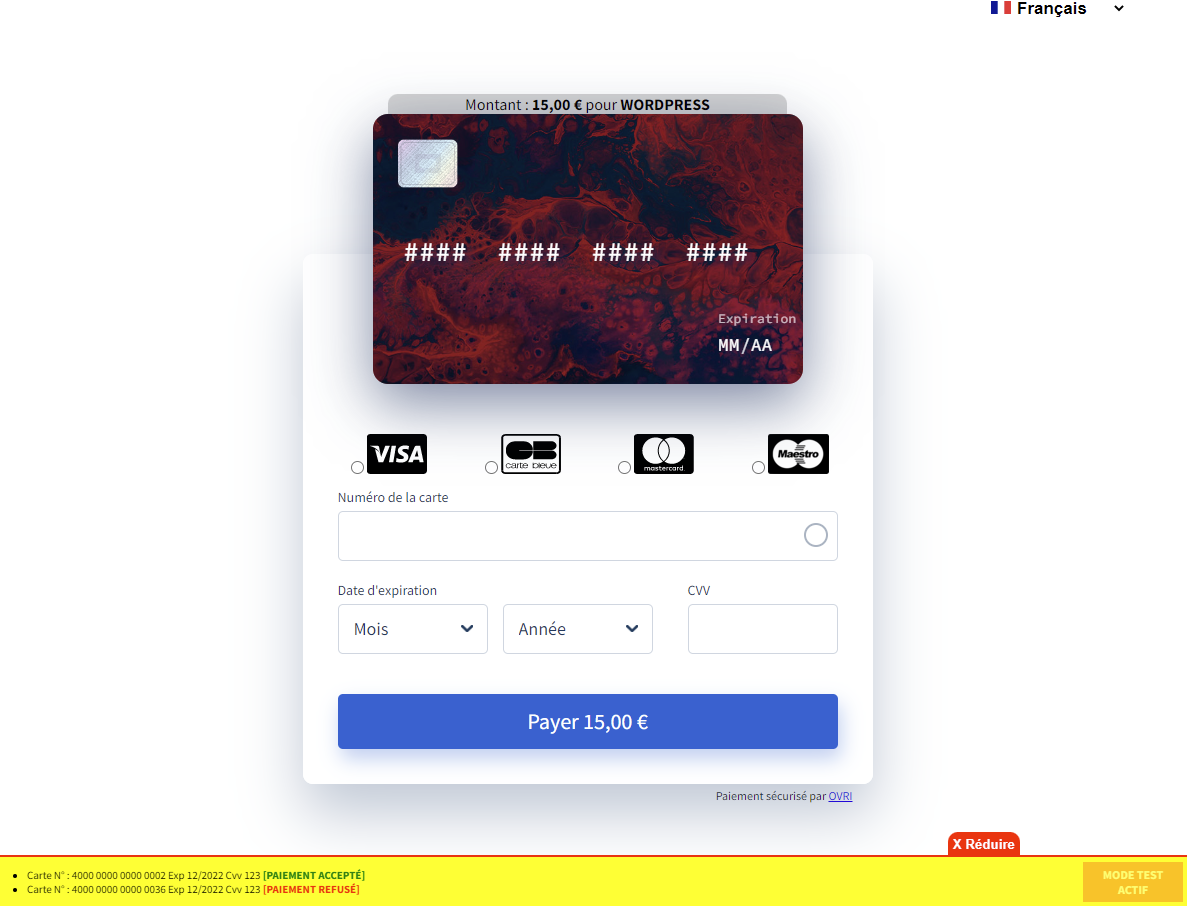 Français
Montant : 15,00 € pour WORDPRESS
#### #### #### ####
Expiration
MM/AA
VISA
CB
carte bleue
mastercard
Maestro
Numéro de la carte
Date d'expiration
CVV
Mois
Année
Payer 15,00 €
Paiement sécurisé par OVRI
X Réduire
Carte N° : 4000 0000 0000 0002 Exp 12/2022 Cvv 123 [PAIEMENT ACCEPTÉ]
Carte N° : 4000 0000 0000 0036 Exp 12/2022 Cvv 123 [PAIEMENT REFUSÉ]
MODE TEST
ACTIF